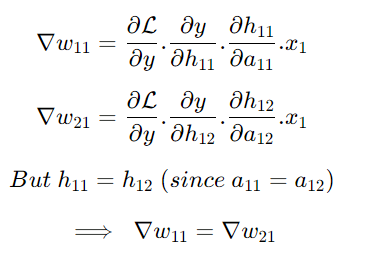 ∇w₁₁ = ∂ℒ/∂y . ∂y/∂h₁₁ . ∂h₁₁/∂a₁₁ .x₁
∇w₂₁ = ∂ℒ/∂y . ∂y/∂h₁₂ . ∂h₁₂/∂a₁₂ .x₁
But h₁₁ = h₁₂ (since a₁₁ = a₁₂)
⟹ ∇w₁₁ = ∇w₂₁